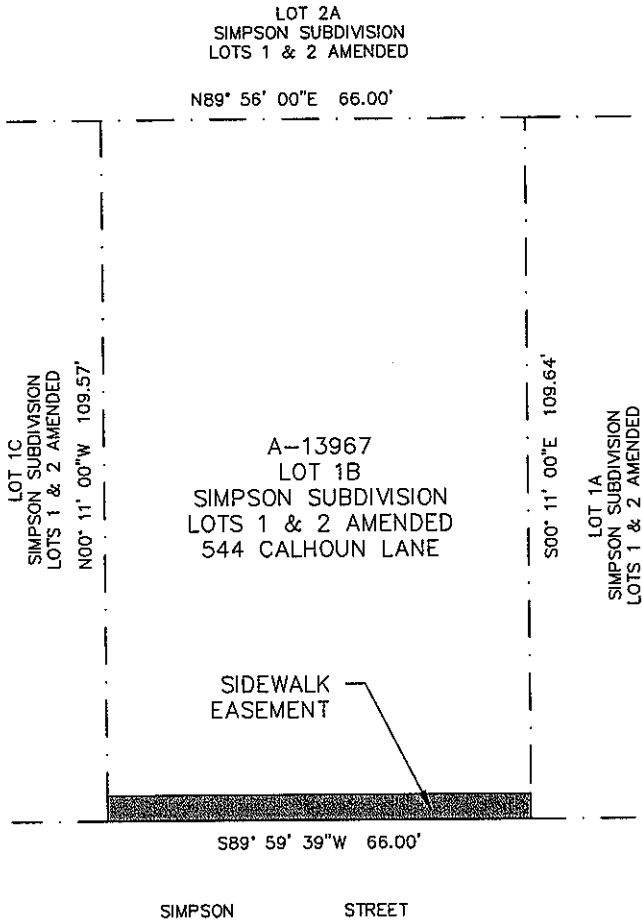 LOT 2A
SIMPSON SUBDIVISION
LOTS 1 & 2 AMENDED
N89° 56' 00"E 66.00'
LOT 1C
SIMPSON SUBDIVISION
LOTS 1 & 2 AMENDED
N00° 11' 00"W 109.57'
A-13967
LOT 1B
SIMPSON SUBDIVISION
LOTS 1 & 2 AMENDED
544 CALHOUN LANE
S00° 11' 00"E 109.64'
LOT 1A
SIMPSON SUBDIVISION
LOTS 1 & 2 AMENDED
SIDEWALK
EASEMENT
S89° 59' 39"W 66.00'
SIMPSON STREET